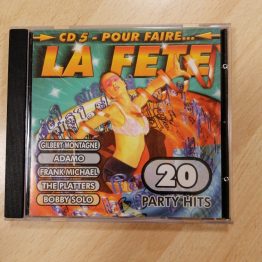 CD 5 - POUR FAIRE...
LA FETE
GILBERT MONTAGNE
ADAMO
FRANK MICHAEL
THE PLATTERS
BOBBY SOLO
20
PARTY HITS